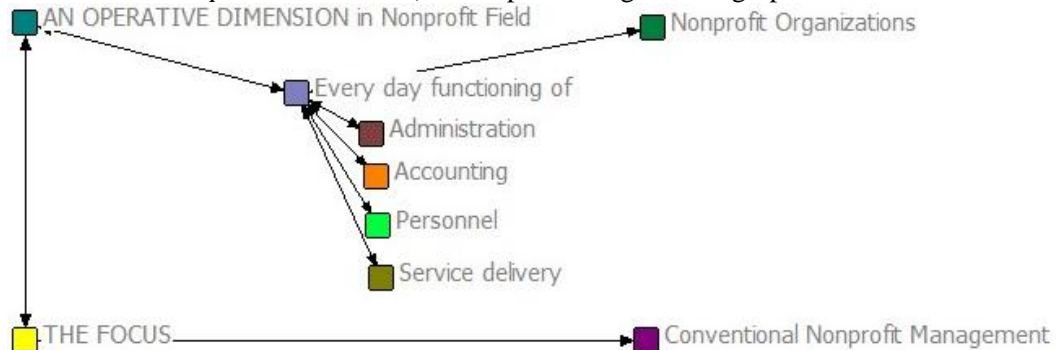 AN OPERATIVE DIMENSION in Nonprofit Field
Nonprofit Organizations
Every day functioning of
Administration
Accounting
Personnel
Service delivery
THE FOCUS
Conventional Nonprofit Management